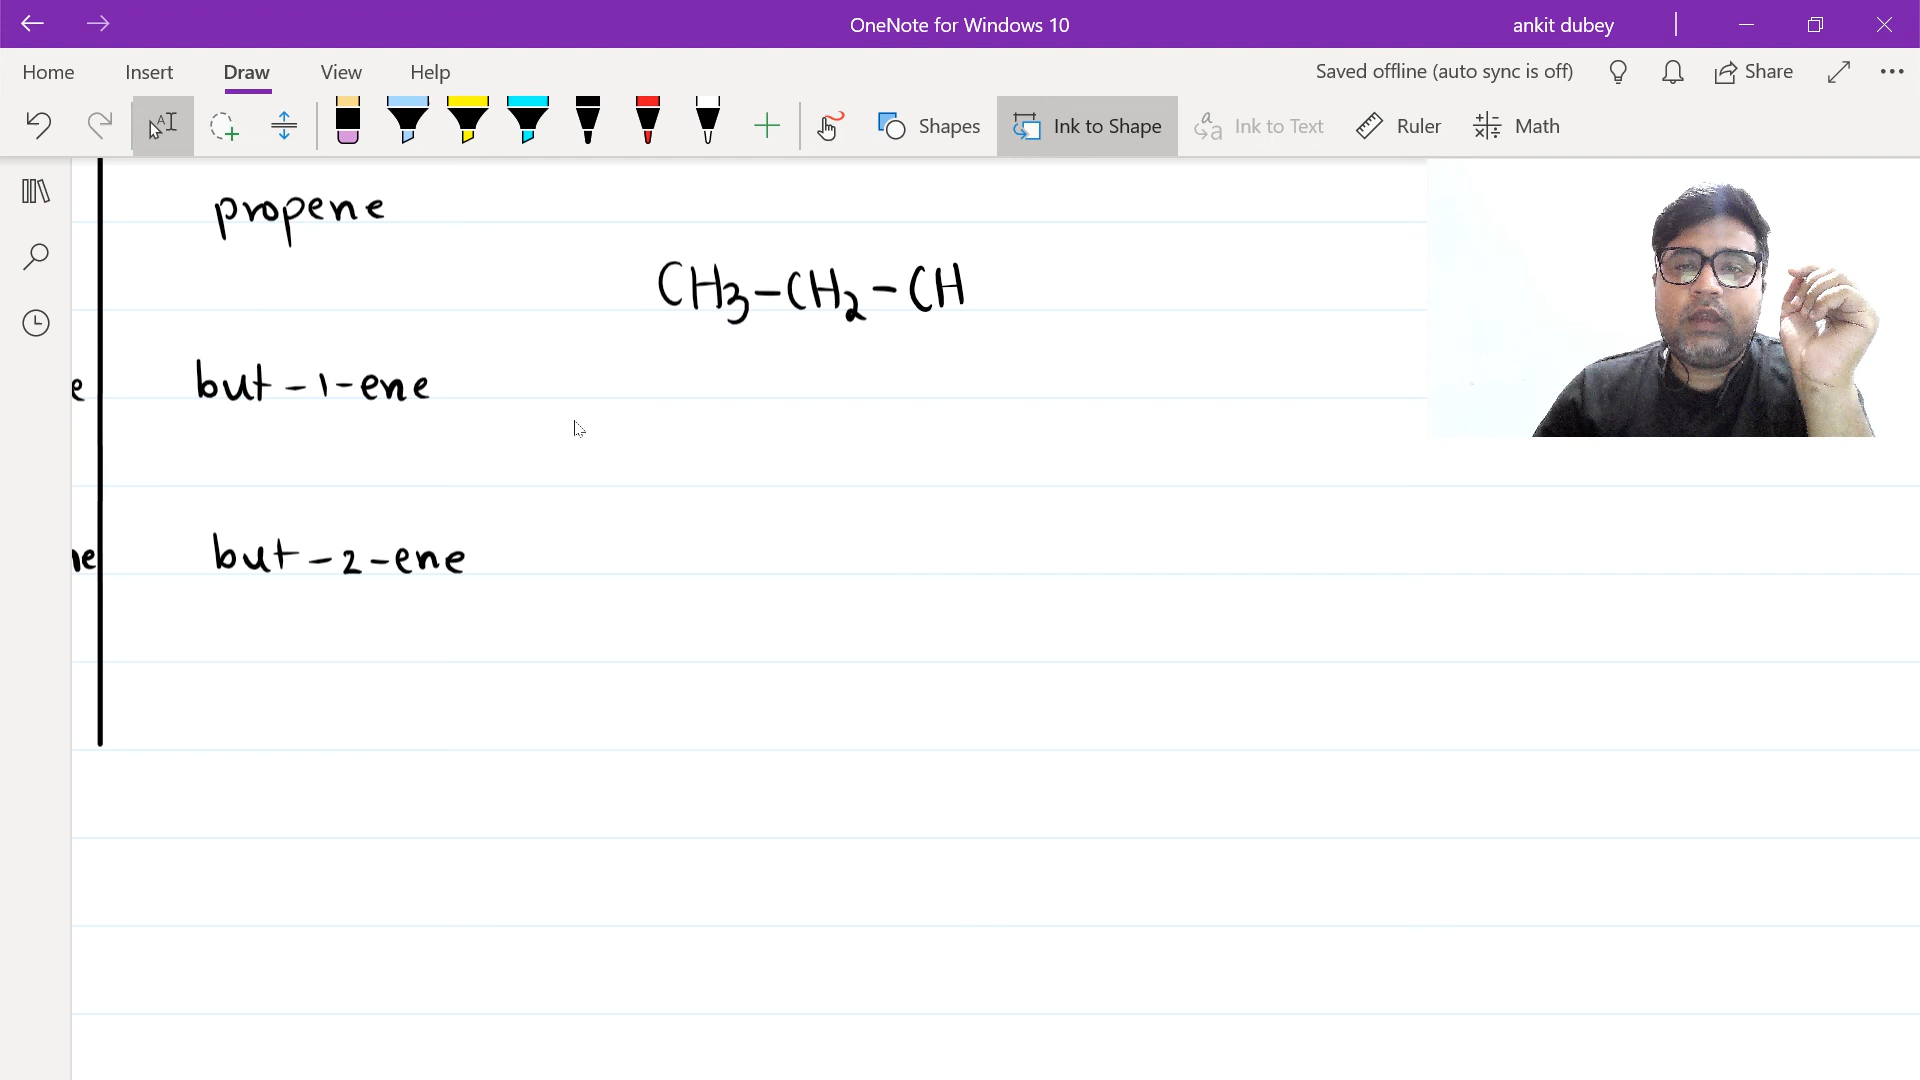 OneNote for Windows 10
ankit dubey
Home Insert Draw View Help
Saved offline (auto sync is off) Share
Shapes Ink to Shape Ink to Text Ruler Math
propene
CH3-CH2-CH
e but-1-ene
ne but-2-ene